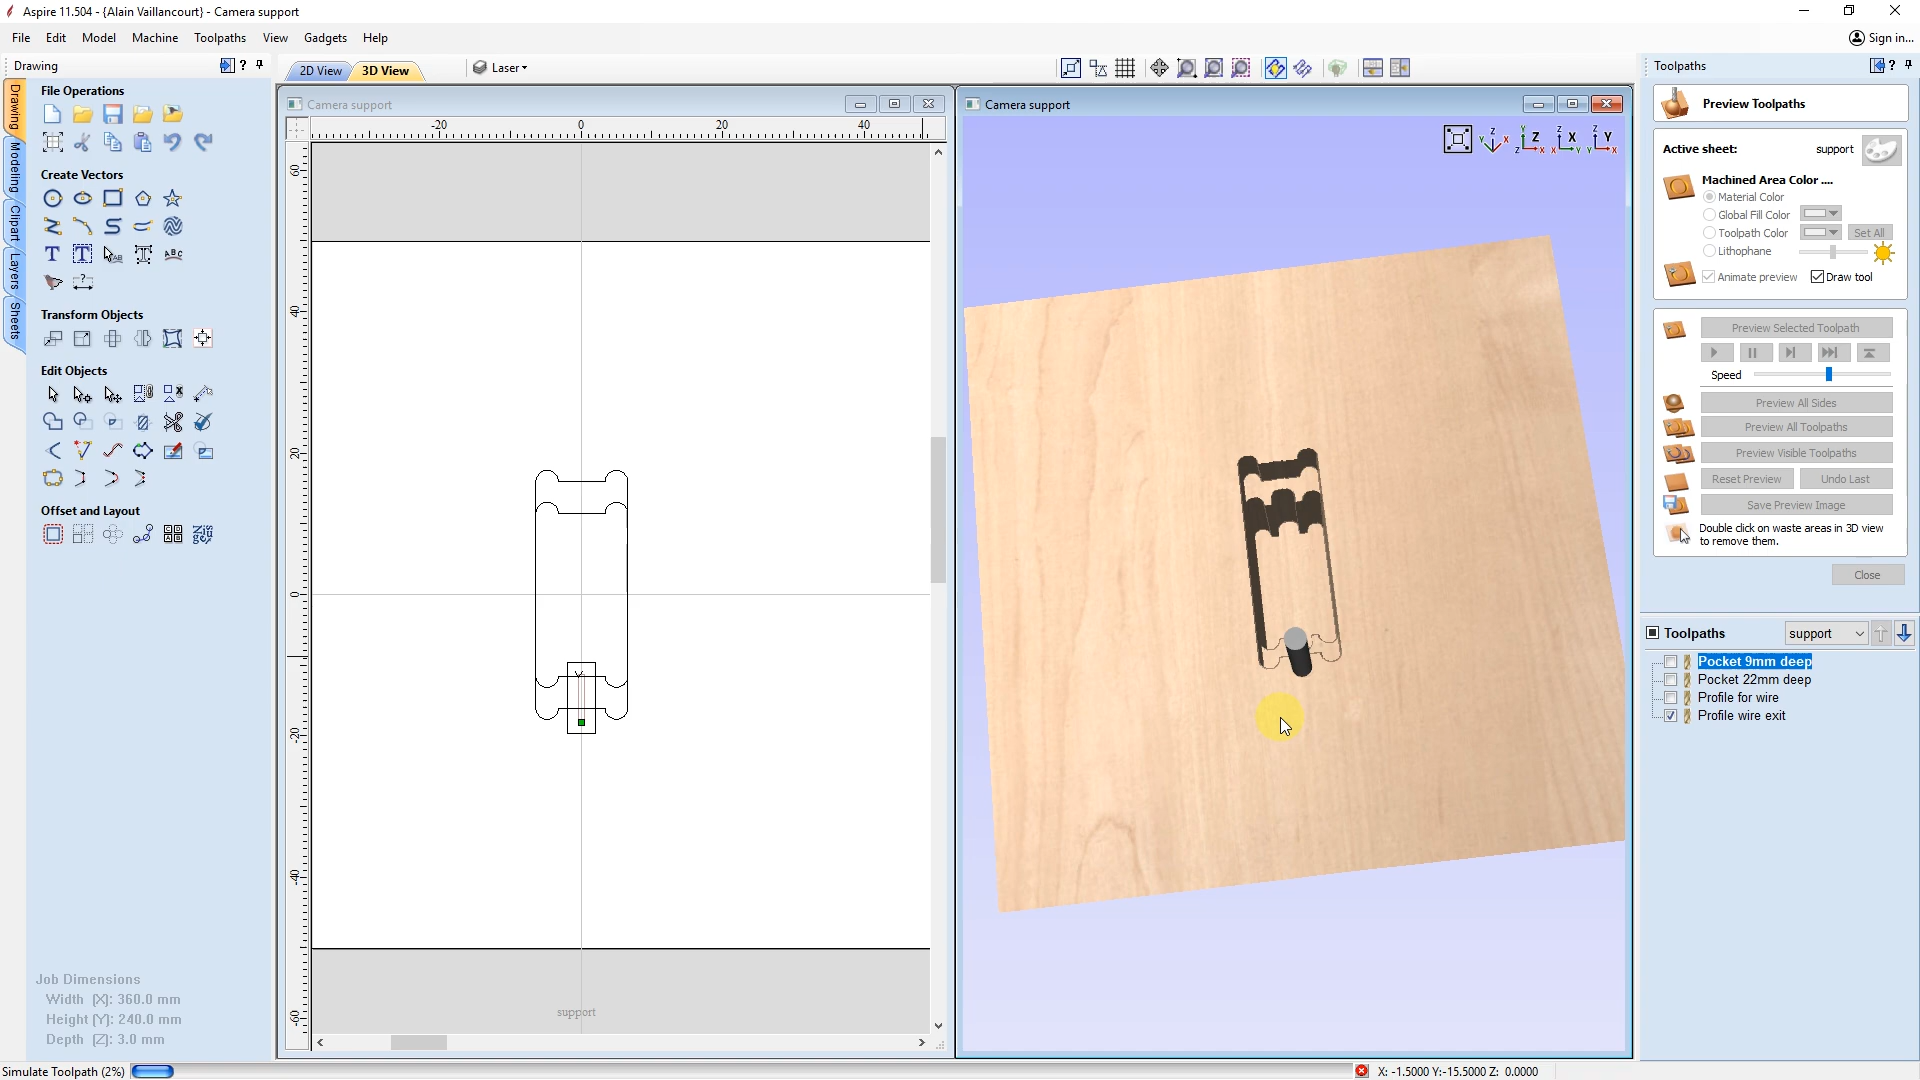 Aspire 11.504 - {Alain Vaillancourt} - Camera support
File Edit Model Machine Toolpaths View Gadgets Help
Sign in...
Drawing
2D View
3D View
Laser
Toolpaths
Drawing
Modeling
Clipart
Layers
Sheets
File Operations
Create Vectors
Transform Objects
Edit Objects
Offset and Layout
Job Dimensions
Width (X): 360.0 mm
Height (Y): 240.0 mm
Depth (Z): 3.0 mm
Camera support
-20 0 20 40
60
40
20
0
-20
-40
-60
support
Camera support
Preview Toolpaths
Active sheet: support
Machined Area Color ....
Material Color
Global Fill Color
Toolpath Color
Set All
Lithophane
Animate preview
Draw tool
Preview Selected Toolpath
Speed
Preview All Sides
Preview All Toolpaths
Preview Visible Toolpaths
Reset Preview
Undo Last
Save Preview Image
Double click on waste areas in 3D view
to remove them.
Close
Toolpaths
support
Pocket 9mm deep
Pocket 22mm deep
Profile for wire
Profile wire exit
Simulate Toolpath (2%)
X: -1.5000 Y:-15.5000 Z: 0.0000